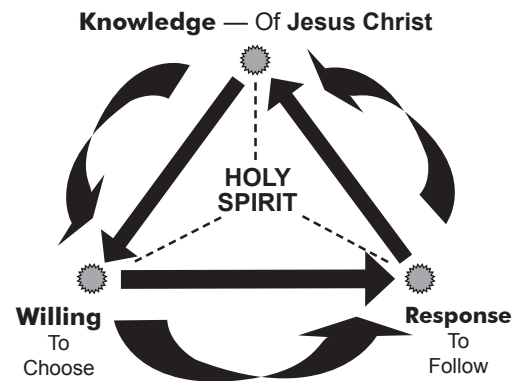 Knowledge — Of Jesus Christ
HOLY
SPIRIT
Willing
To
Choose
Response
To
Follow